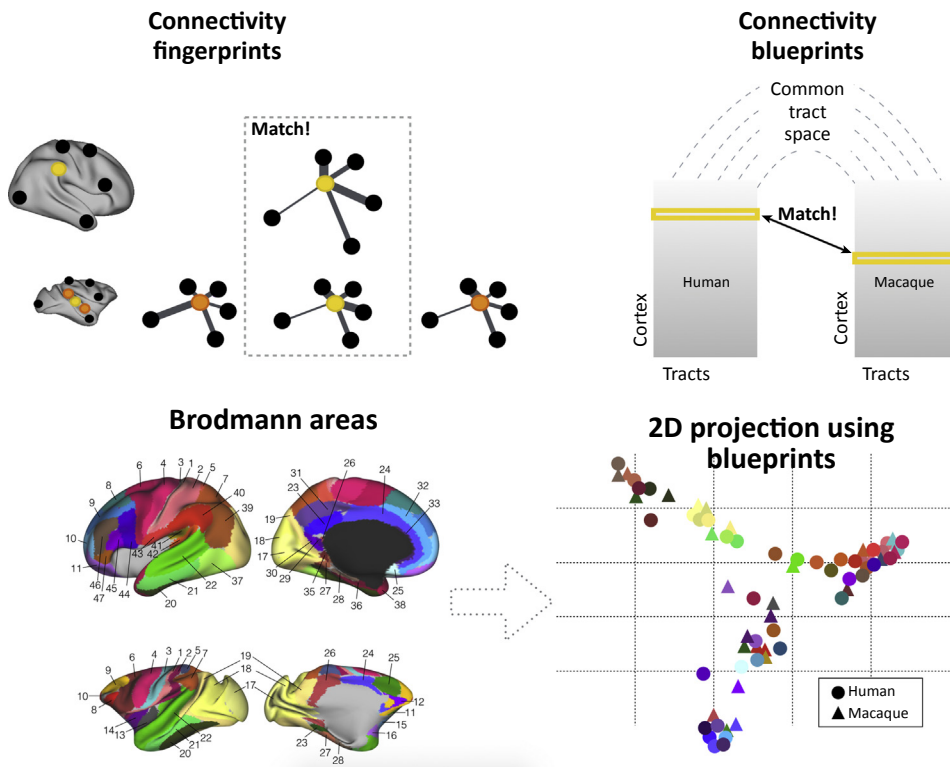 Connectivity
fingerprints
Match!
Connectivity
blueprints
Common
tract
space
Match!
Human
Macaque
Cortex
Cortex
Tracts
Tracts
Brodmann areas
6 4 3 1 2 5
8 7
9 40
39
10
11
43 41
42
46 45 44 22 37
47 21
20
26
31 24
23 32
33
19
18
17
30
29 35 27 25
28 36 38
3 1 2 5 7
4
6
19
18
17
10
8
14
13
22
21
20
26 24 25
12
11
15
16
23
27
28
2D projection using
blueprints
Human
Macaque